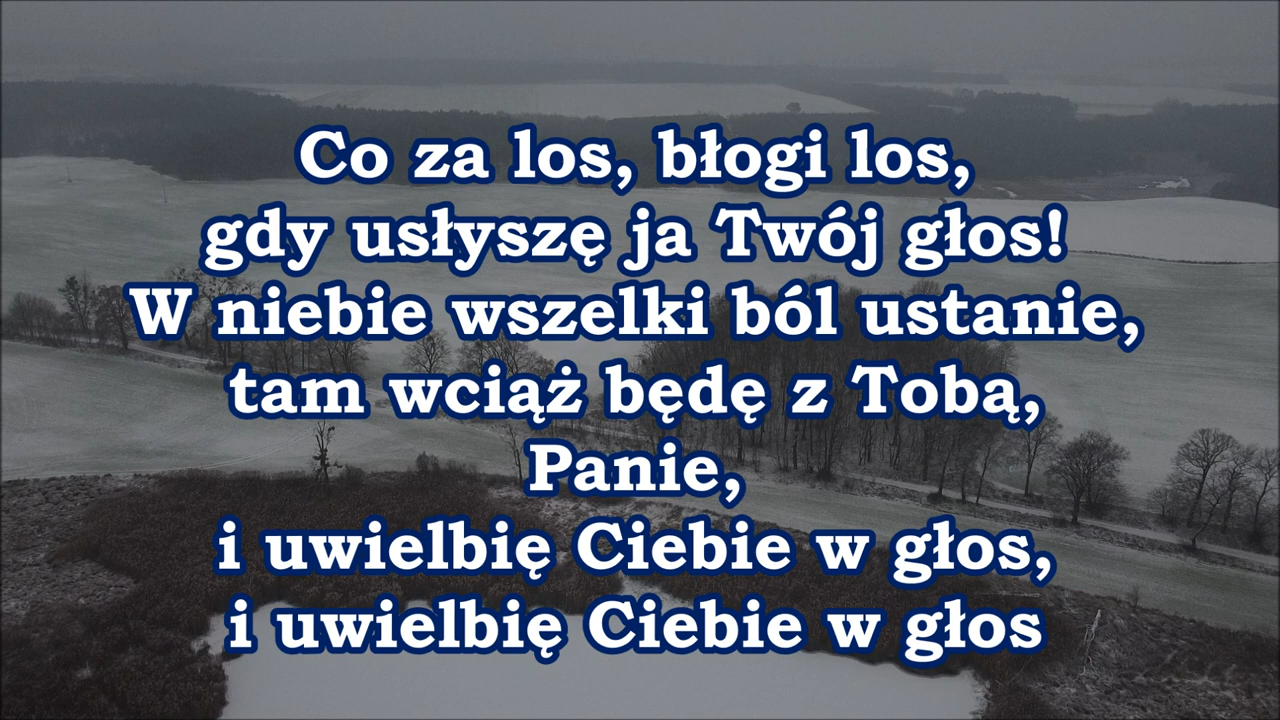 Co za los, błogi los,
gdy usłyszę ja Twój głos!
W niebie wszelki ból ustanie,
tam wciąż będę z Tobą,
Panie,
i uwielbię Ciebie w głos,
i uwielbię Ciebie w głos